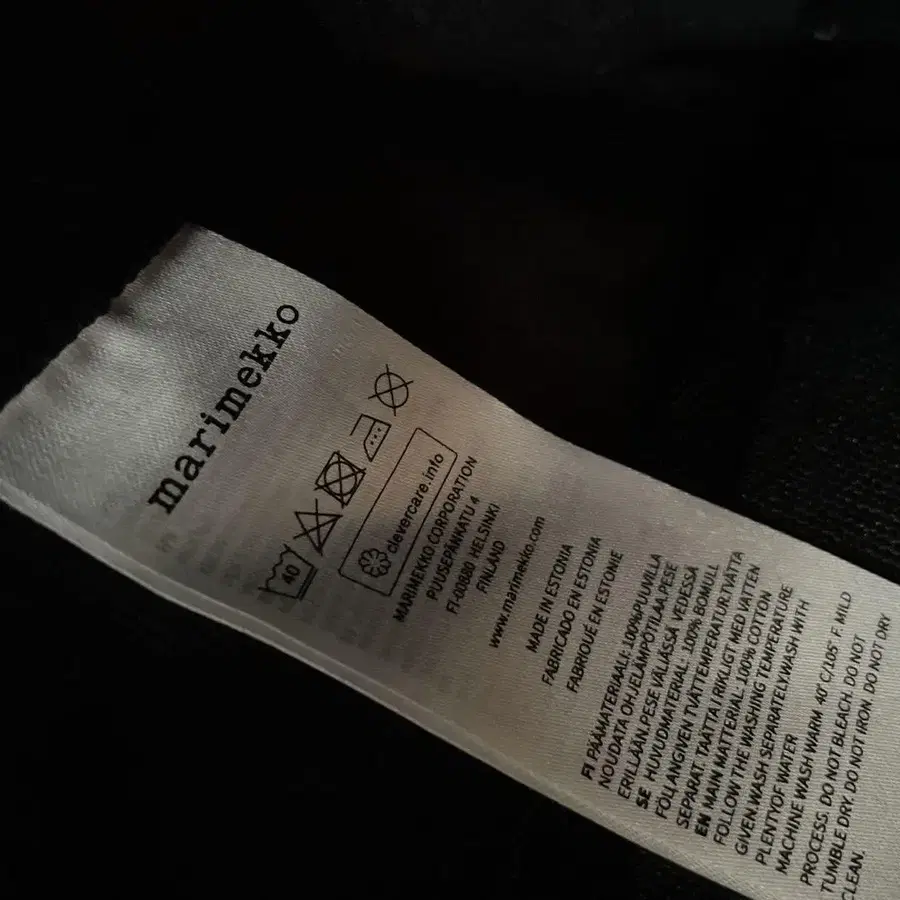 marimekko
40
clevercare.info
MARIMEKKO CORPORATION
PUUSEPÄNKATU 4
FI-00880 HELSINKI
FINLAND
www.marimekko.com
MADE IN ESTONIA
FABRICADO EN ESTONIA
FABRIQUÉ EN ESTONIE
FI PÄÄMATERIAALI: 100% PUUVILLA
NOUDATA OHJELÄMPÖTILAA.PESE
ERILLÄÄN.PESE VÄLJÄSSÄ VEDESSÄ
SE HUVUDMATERIAL: 100% BOMULL
FÖLJ ANGIVEN TVÄTTEMPERATUR.TVÄTTA
SEPARAT TAÄTTA I RIKLIGT MED VATTEN
EN MAIN MATTERIAL: 100% COTTON
FOLLOW THE WASHING TEMPERATURE
GIVEN.WASH SEPARATELY.WASH WITH
PLENTYOF WATER
MACHINE WASH WARM 40°C/105° F. MILD
PROCESS. DO NOT BLEACH. DO NOT
TUMBLE DRY. DO NOT IRON DO NOT DRY
CLEAN.